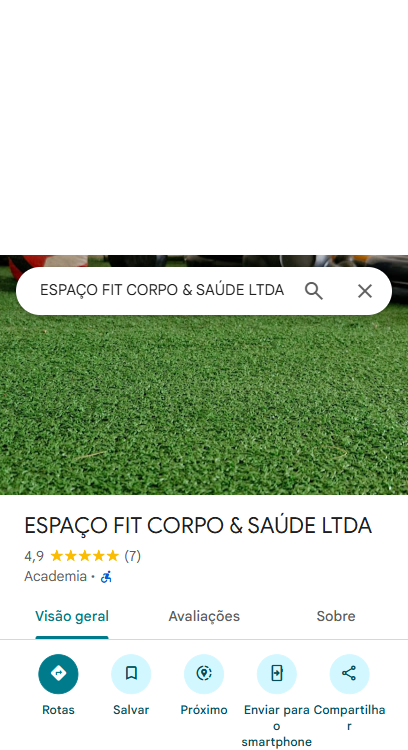 ESPAÇO FIT CORPO & SAÚDE LTDA
ESPAÇO FIT CORPO & SAÚDE LTDA
4,9 (7)
Academia ·
Visão geral Avaliações Sobre
Rotas Salvar Próximo Enviar para o smartphone Compartilhar